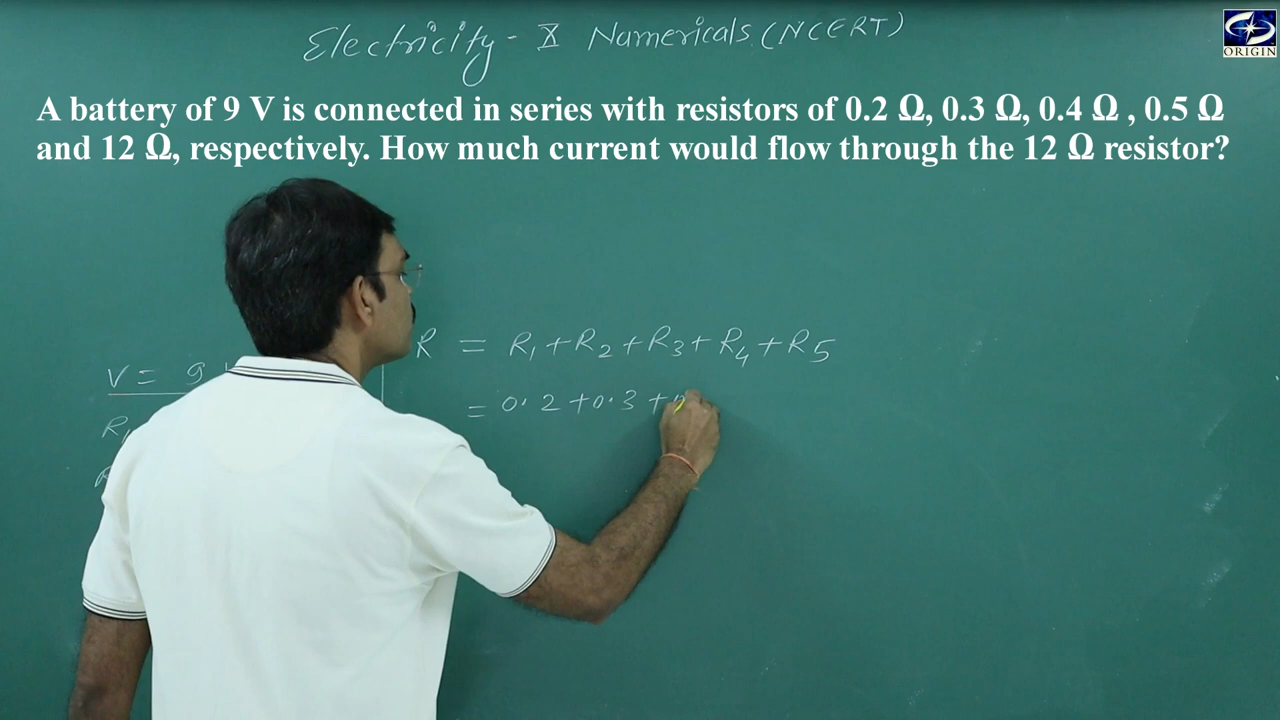 Electricity - X Numericals (NCERT)
ORIGIN
A battery of 9 V is connected in series with resistors of 0.2 Ω, 0.3 Ω, 0.4 Ω , 0.5 Ω
and 12 Ω, respectively. How much current would flow through the 12 Ω resistor?
R = R₁+R₂+R₃+R₄+R₅
V = 9
= 0.2+0.3+
R₁